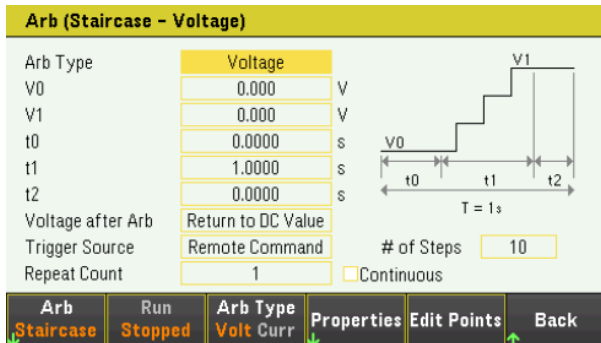 Arb (Staircase - Voltage)
Arb Type Voltage
V0 0.000 V
V1 0.000 V
t0 0.0000 s
t1 1.0000 s
t2 0.0000 s
Voltage after Arb Return to DC Value
Trigger Source Remote Command
Repeat Count 1 Continuous
V1
V0
t0 t1 t2
T = 1s
# of Steps 10
Arb Run Arb Type Properties Edit Points Back
Staircase Stopped Volt Curr